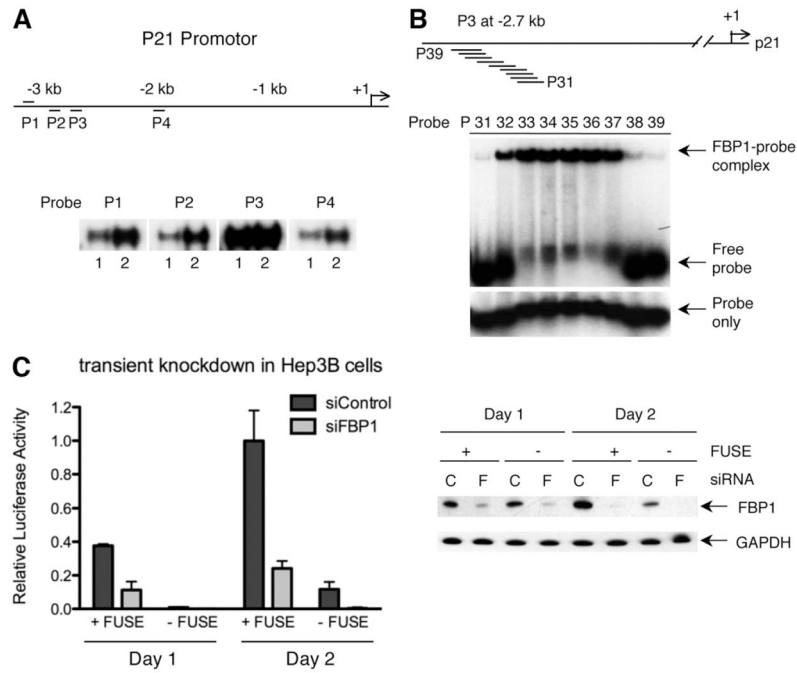 A
P21 Promotor
-3 kb -2 kb -1 kb +1
P1 P2 P3 P4
Probe P1 P2 P3 P4
1 2 1 2 1 2 1 2
B
P3 at -2.7 kb
+1
p21
P39
P31
Probe P 31 32 33 34 35 36 37 38 39
FBP1-probe
complex
Free
probe
Probe
only
C
transient knockdown in Hep3B cells
Relative Luciferase Activity
1.2
1.0
0.8
0.6
0.4
0.2
0.0
siControl
siFBP1
+ FUSE - FUSE + FUSE - FUSE
Day 1 Day 2
Day 1 Day 2
+ - + - FUSE
C F C F C F C F siRNA
FBP1
GAPDH